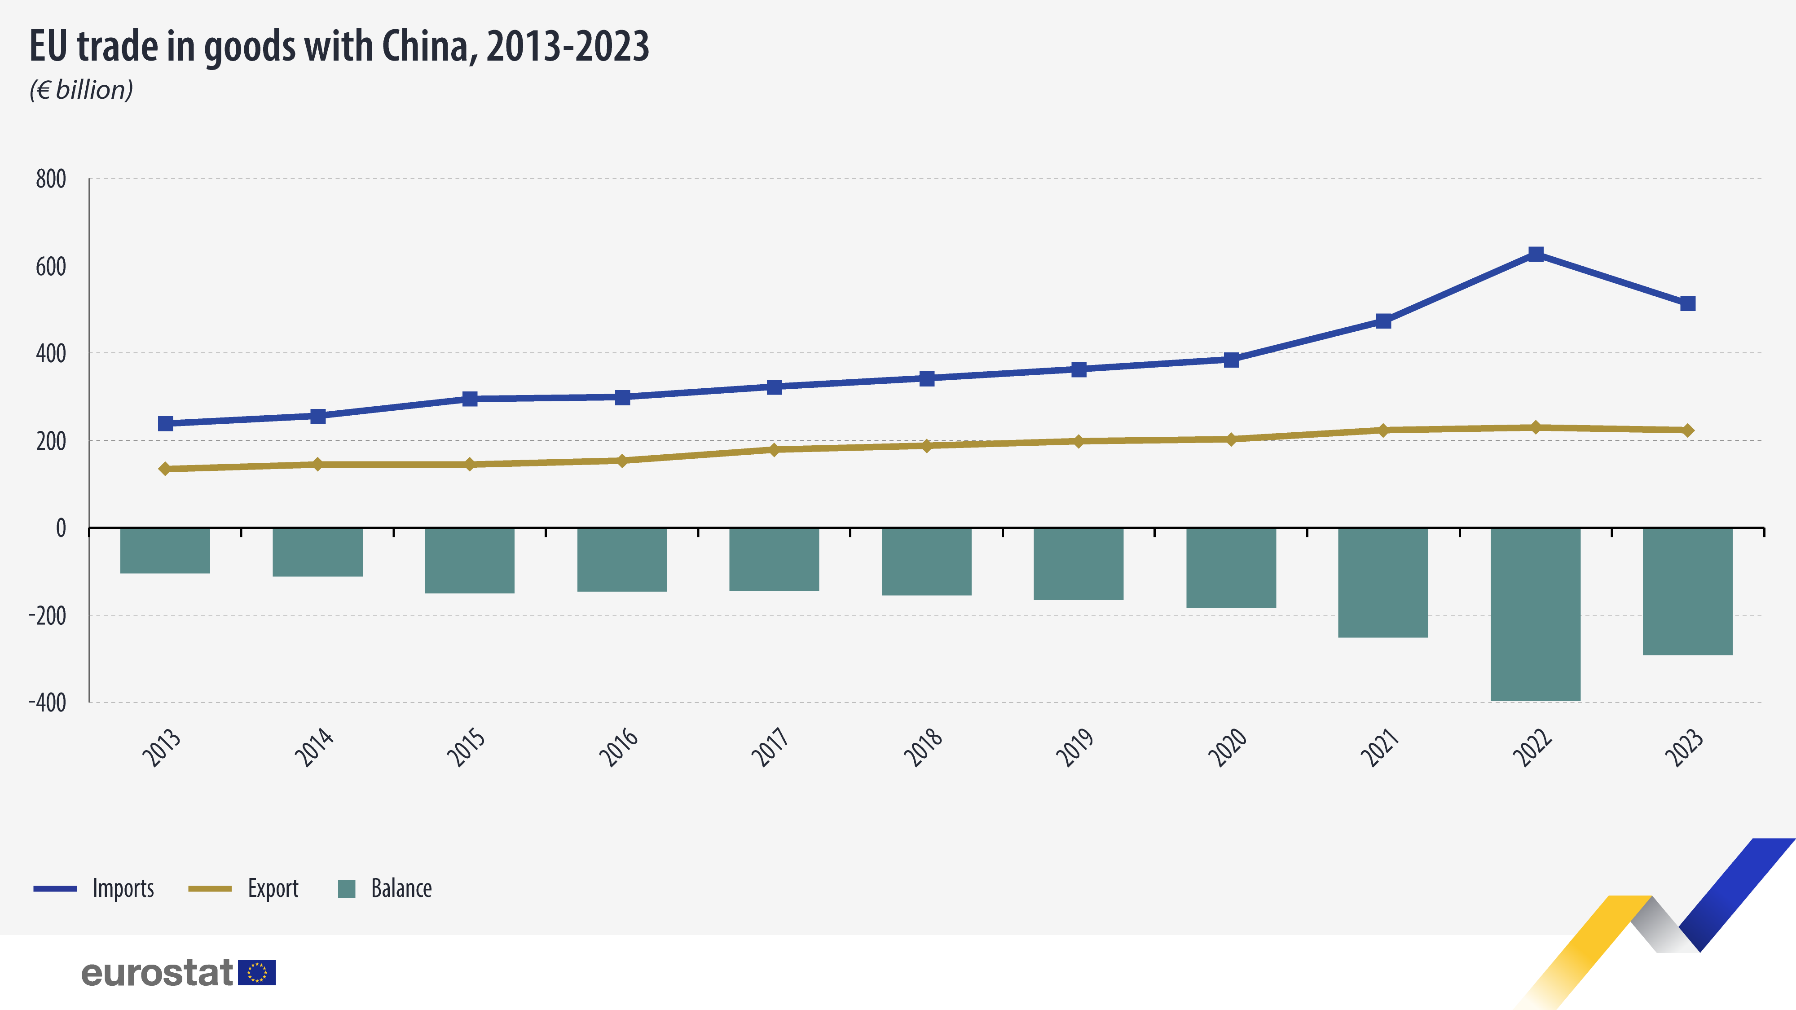 EU trade in goods with China, 2013-2023
(€ billion)
800
600
400
200
0
-200
-400
2013 2014 2015 2016 2017 2018 2019 2020 2021 2022 2023
Imports Export Balance
eurostat